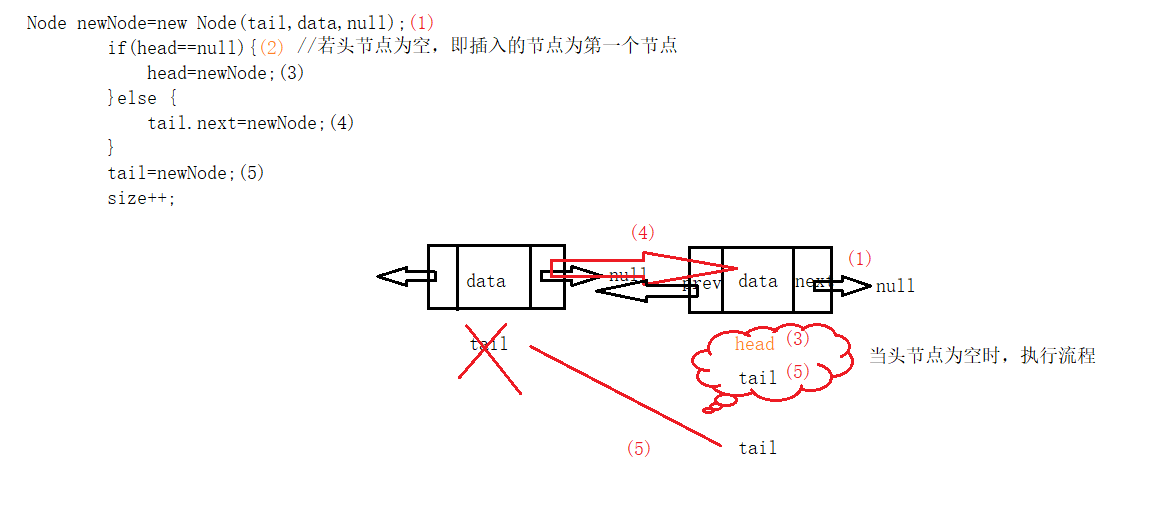 Node newNode=new Node(tail,data,null);(1)
if(head==null){(2) //若头节点为空，即插入的节点为第一个节点
head=newNode;(3)
}else {
tail.next=newNode;(4)
}
tail=newNode;(5)
size++;
(4)
(1)
data
null
prev
data
next
null
tail
head (3)
tail (5)
当头节点为空时，执行流程
(5)
tail